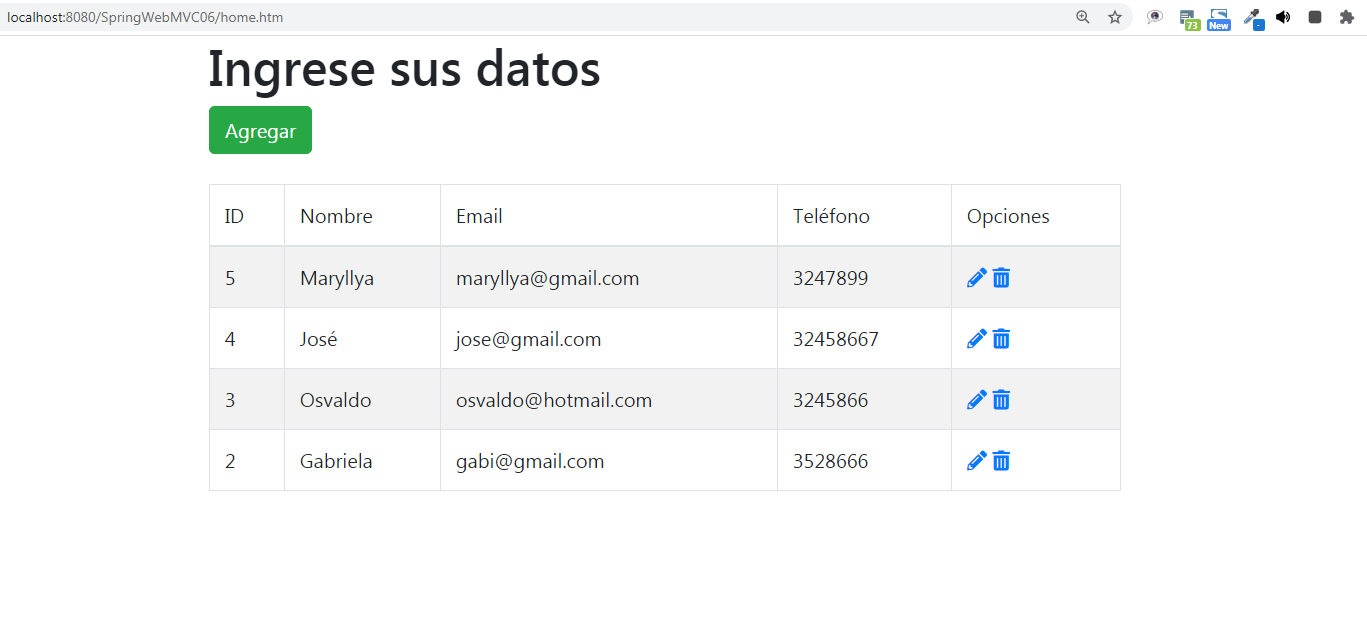 localhost:8080/SpringWebMVC06/home.htm
73
New
Ingrese sus datos
Agregar
ID Nombre Email Teléfono Opciones
5 Maryllya maryllya@gmail.com 3247899
4 José jose@gmail.com 32458667
3 Osvaldo osvaldo@hotmail.com 3245866
2 Gabriela gabi@gmail.com 3528666